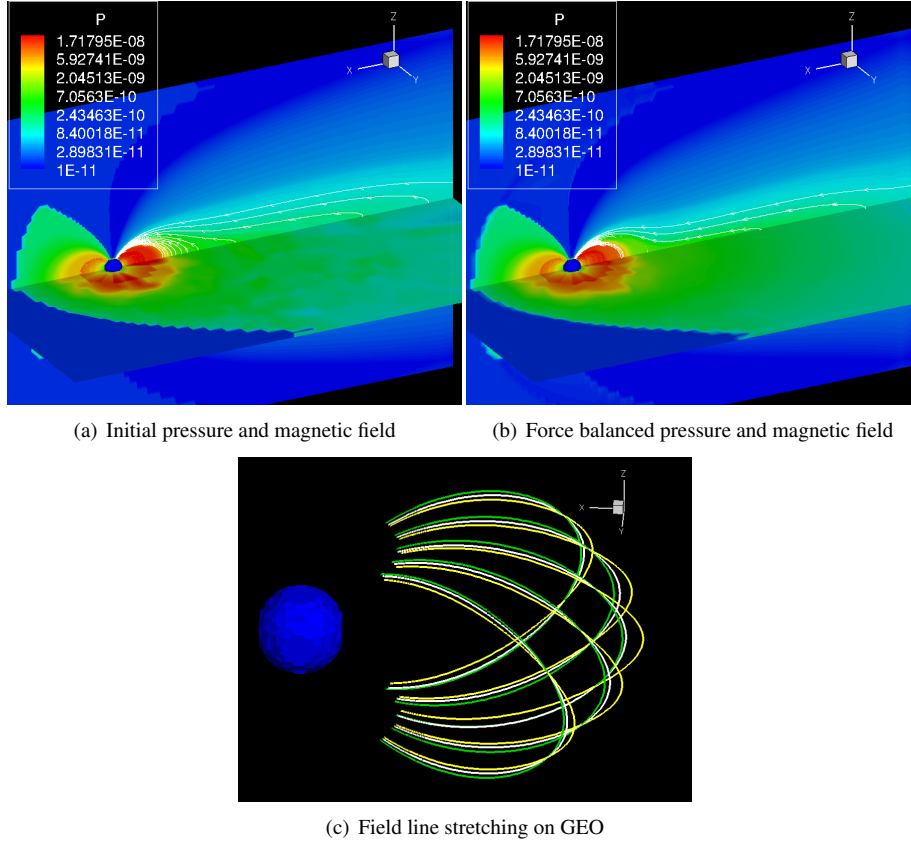 P
1.71795E-08
5.92741E-09
2.04513E-09
7.0563E-10
2.43463E-10
8.40018E-11
2.89831E-11
1E-11
Z
X
Y
P
1.71795E-08
5.92741E-09
2.04513E-09
7.0563E-10
2.43463E-10
8.40018E-11
2.89831E-11
1E-11
Z
X
Y
(a) Initial pressure and magnetic field
(b) Force balanced pressure and magnetic field
Z
X
Y
(c) Field line stretching on GEO